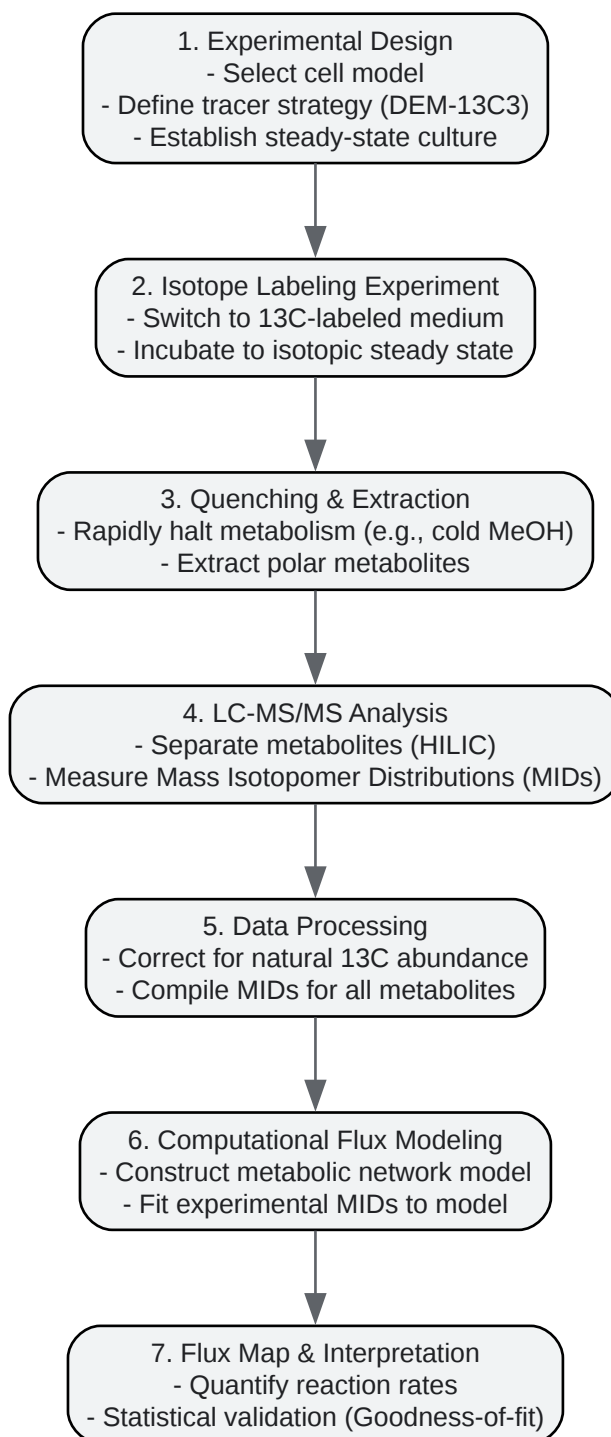 1. Experimental Design
- Select cell model
- Define tracer strategy (DEM-13C3)
- Establish steady-state culture
2. Isotope Labeling Experiment
- Switch to 13C-labeled medium
- Incubate to isotopic steady state
3. Quenching & Extraction
- Rapidly halt metabolism (e.g., cold MeOH)
- Extract polar metabolites
4. LC-MS/MS Analysis
- Separate metabolites (HILIC)
- Measure Mass Isotopomer Distributions (MIDs)
5. Data Processing
- Correct for natural 13C abundance
- Compile MIDs for all metabolites
6. Computational Flux Modeling
- Construct metabolic network model
- Fit experimental MIDs to model
7. Flux Map & Interpretation
- Quantify reaction rates
- Statistical validation (Goodness-of-fit)